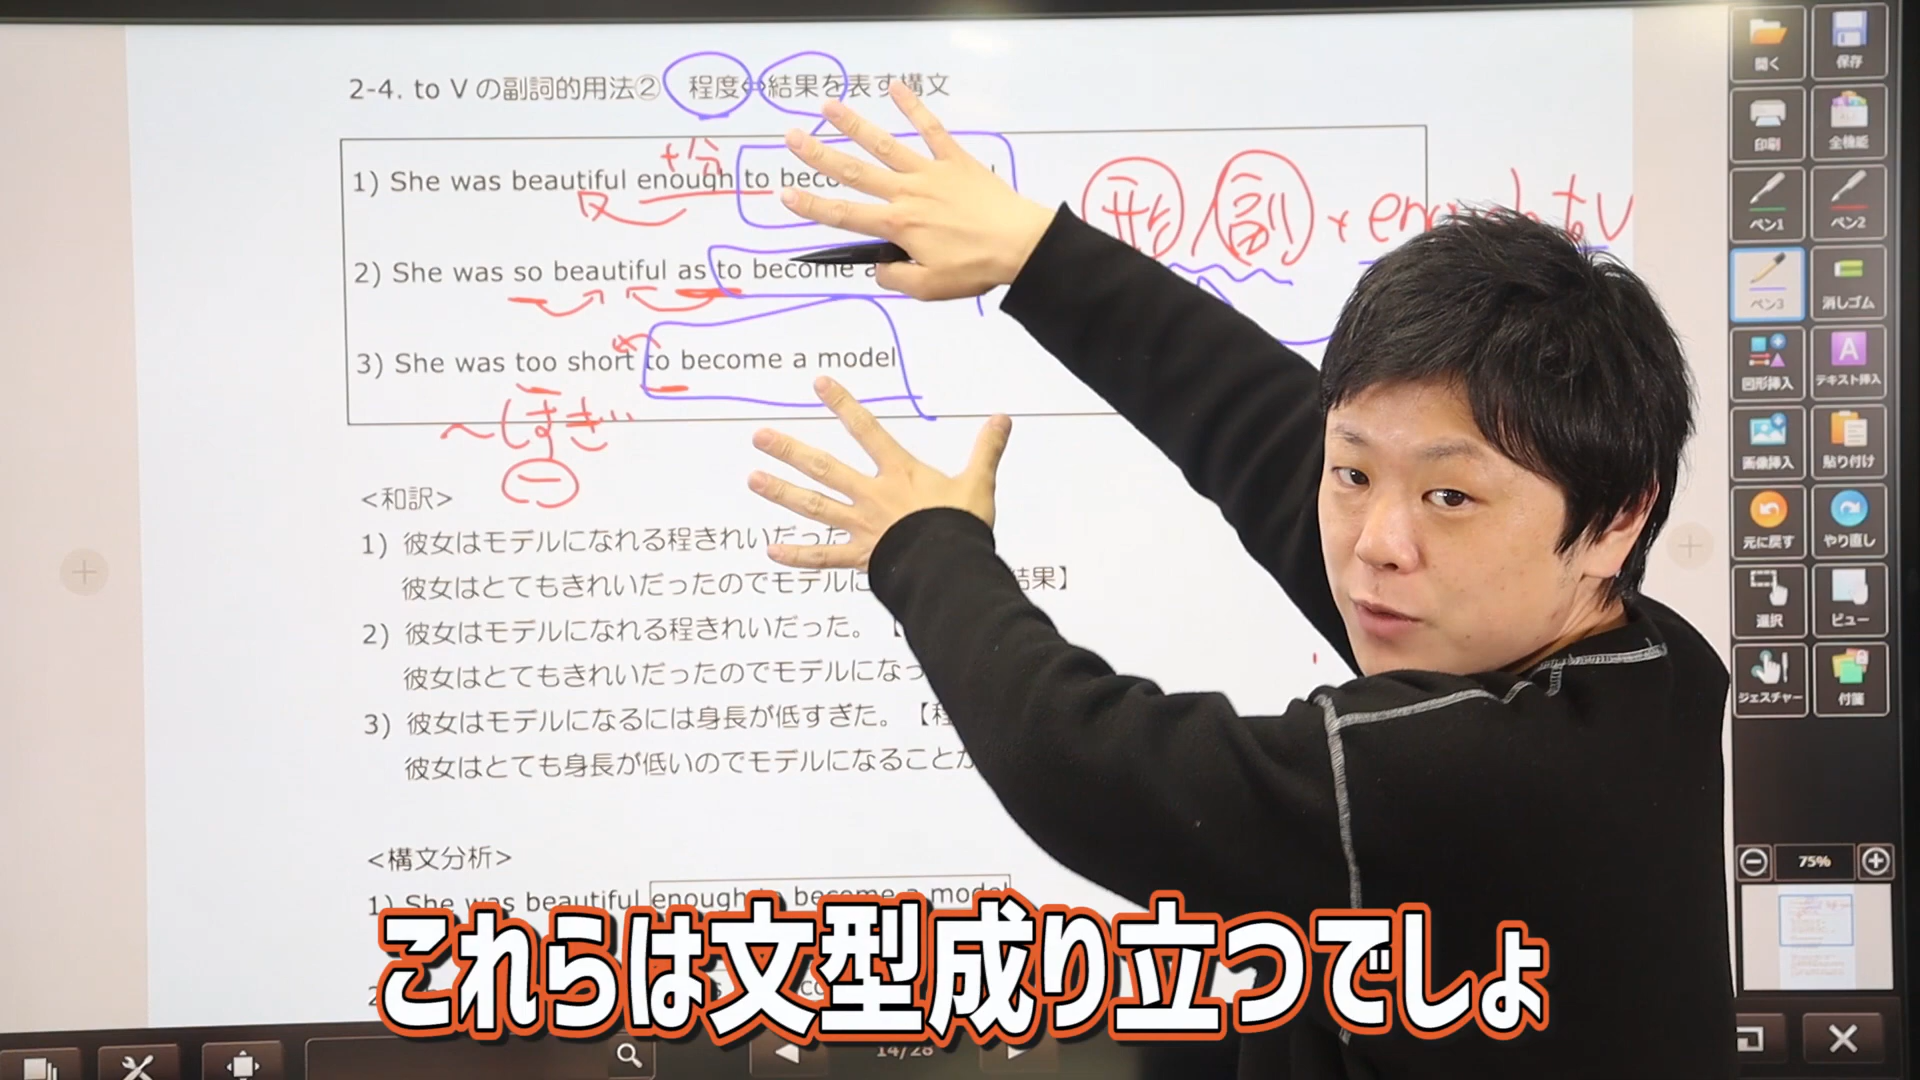 2-4. to V の副詞的用法② 程度⇔結果を表す構文
1) She was beautiful enough to
十分
形/副 + to V
2) She was so beautiful as to become a
3) She was too short to become a model
～しすぎ
<和訳>
1) 彼女はモデルになれる程きれいだった
彼女はとてもきれいだったのでモデルに 結果】
2) 彼女はモデルになれる程きれいだった。【
彼女はとてもきれいだったのでモデルになっ
3) 彼女はモデルになるには身長が低すぎた。【程
彼女はとても身長が低いのでモデルになることが
<構文分析>
1) She was beautiful enough to become a model
これらは文型成り立つでしょ
開く 保存
印刷 全機能
ペン1 ペン2
ペン3 消しゴム
図形挿入 テキスト挿入
画像挿入 貼り付け
元に戻す やり直し
選択 ビュー
ジェスチャー 付箋
75%
14/28